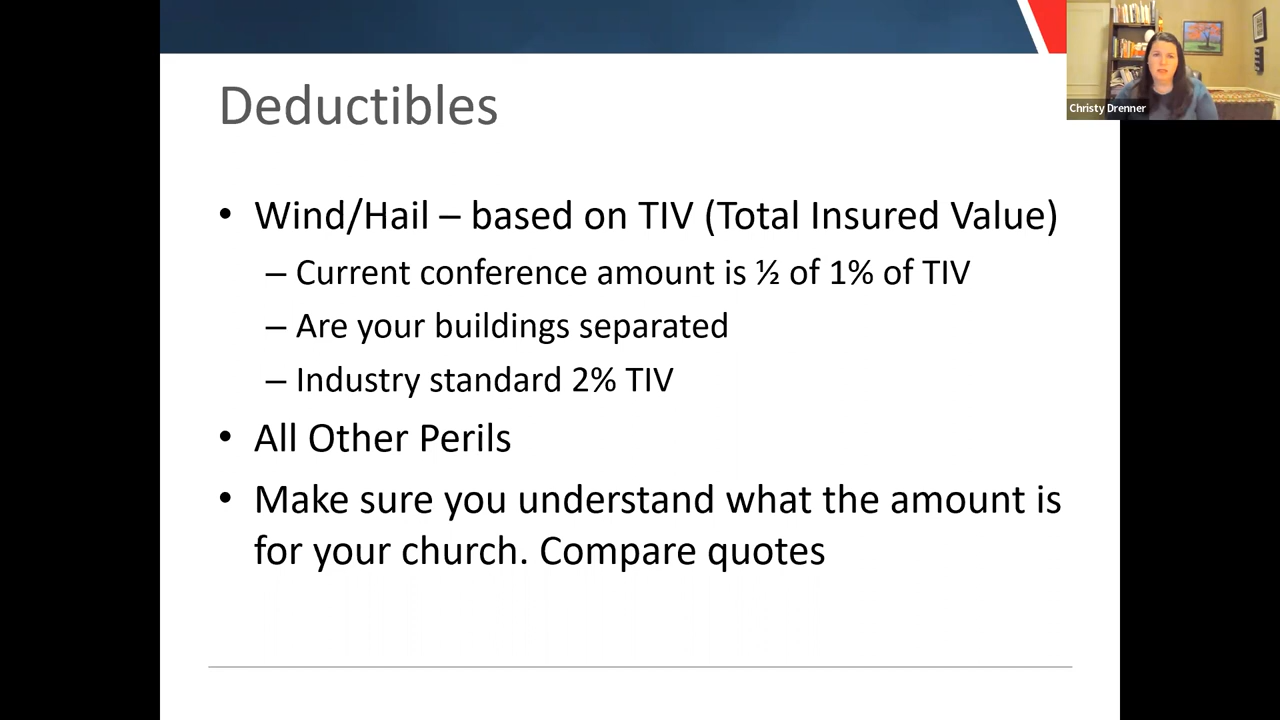 Deductibles
Christy Drenner
• Wind/Hail – based on TIV (Total Insured Value)
– Current conference amount is ½ of 1% of TIV
– Are your buildings separated
– Industry standard 2% TIV
• All Other Perils
• Make sure you understand what the amount is
for your church. Compare quotes